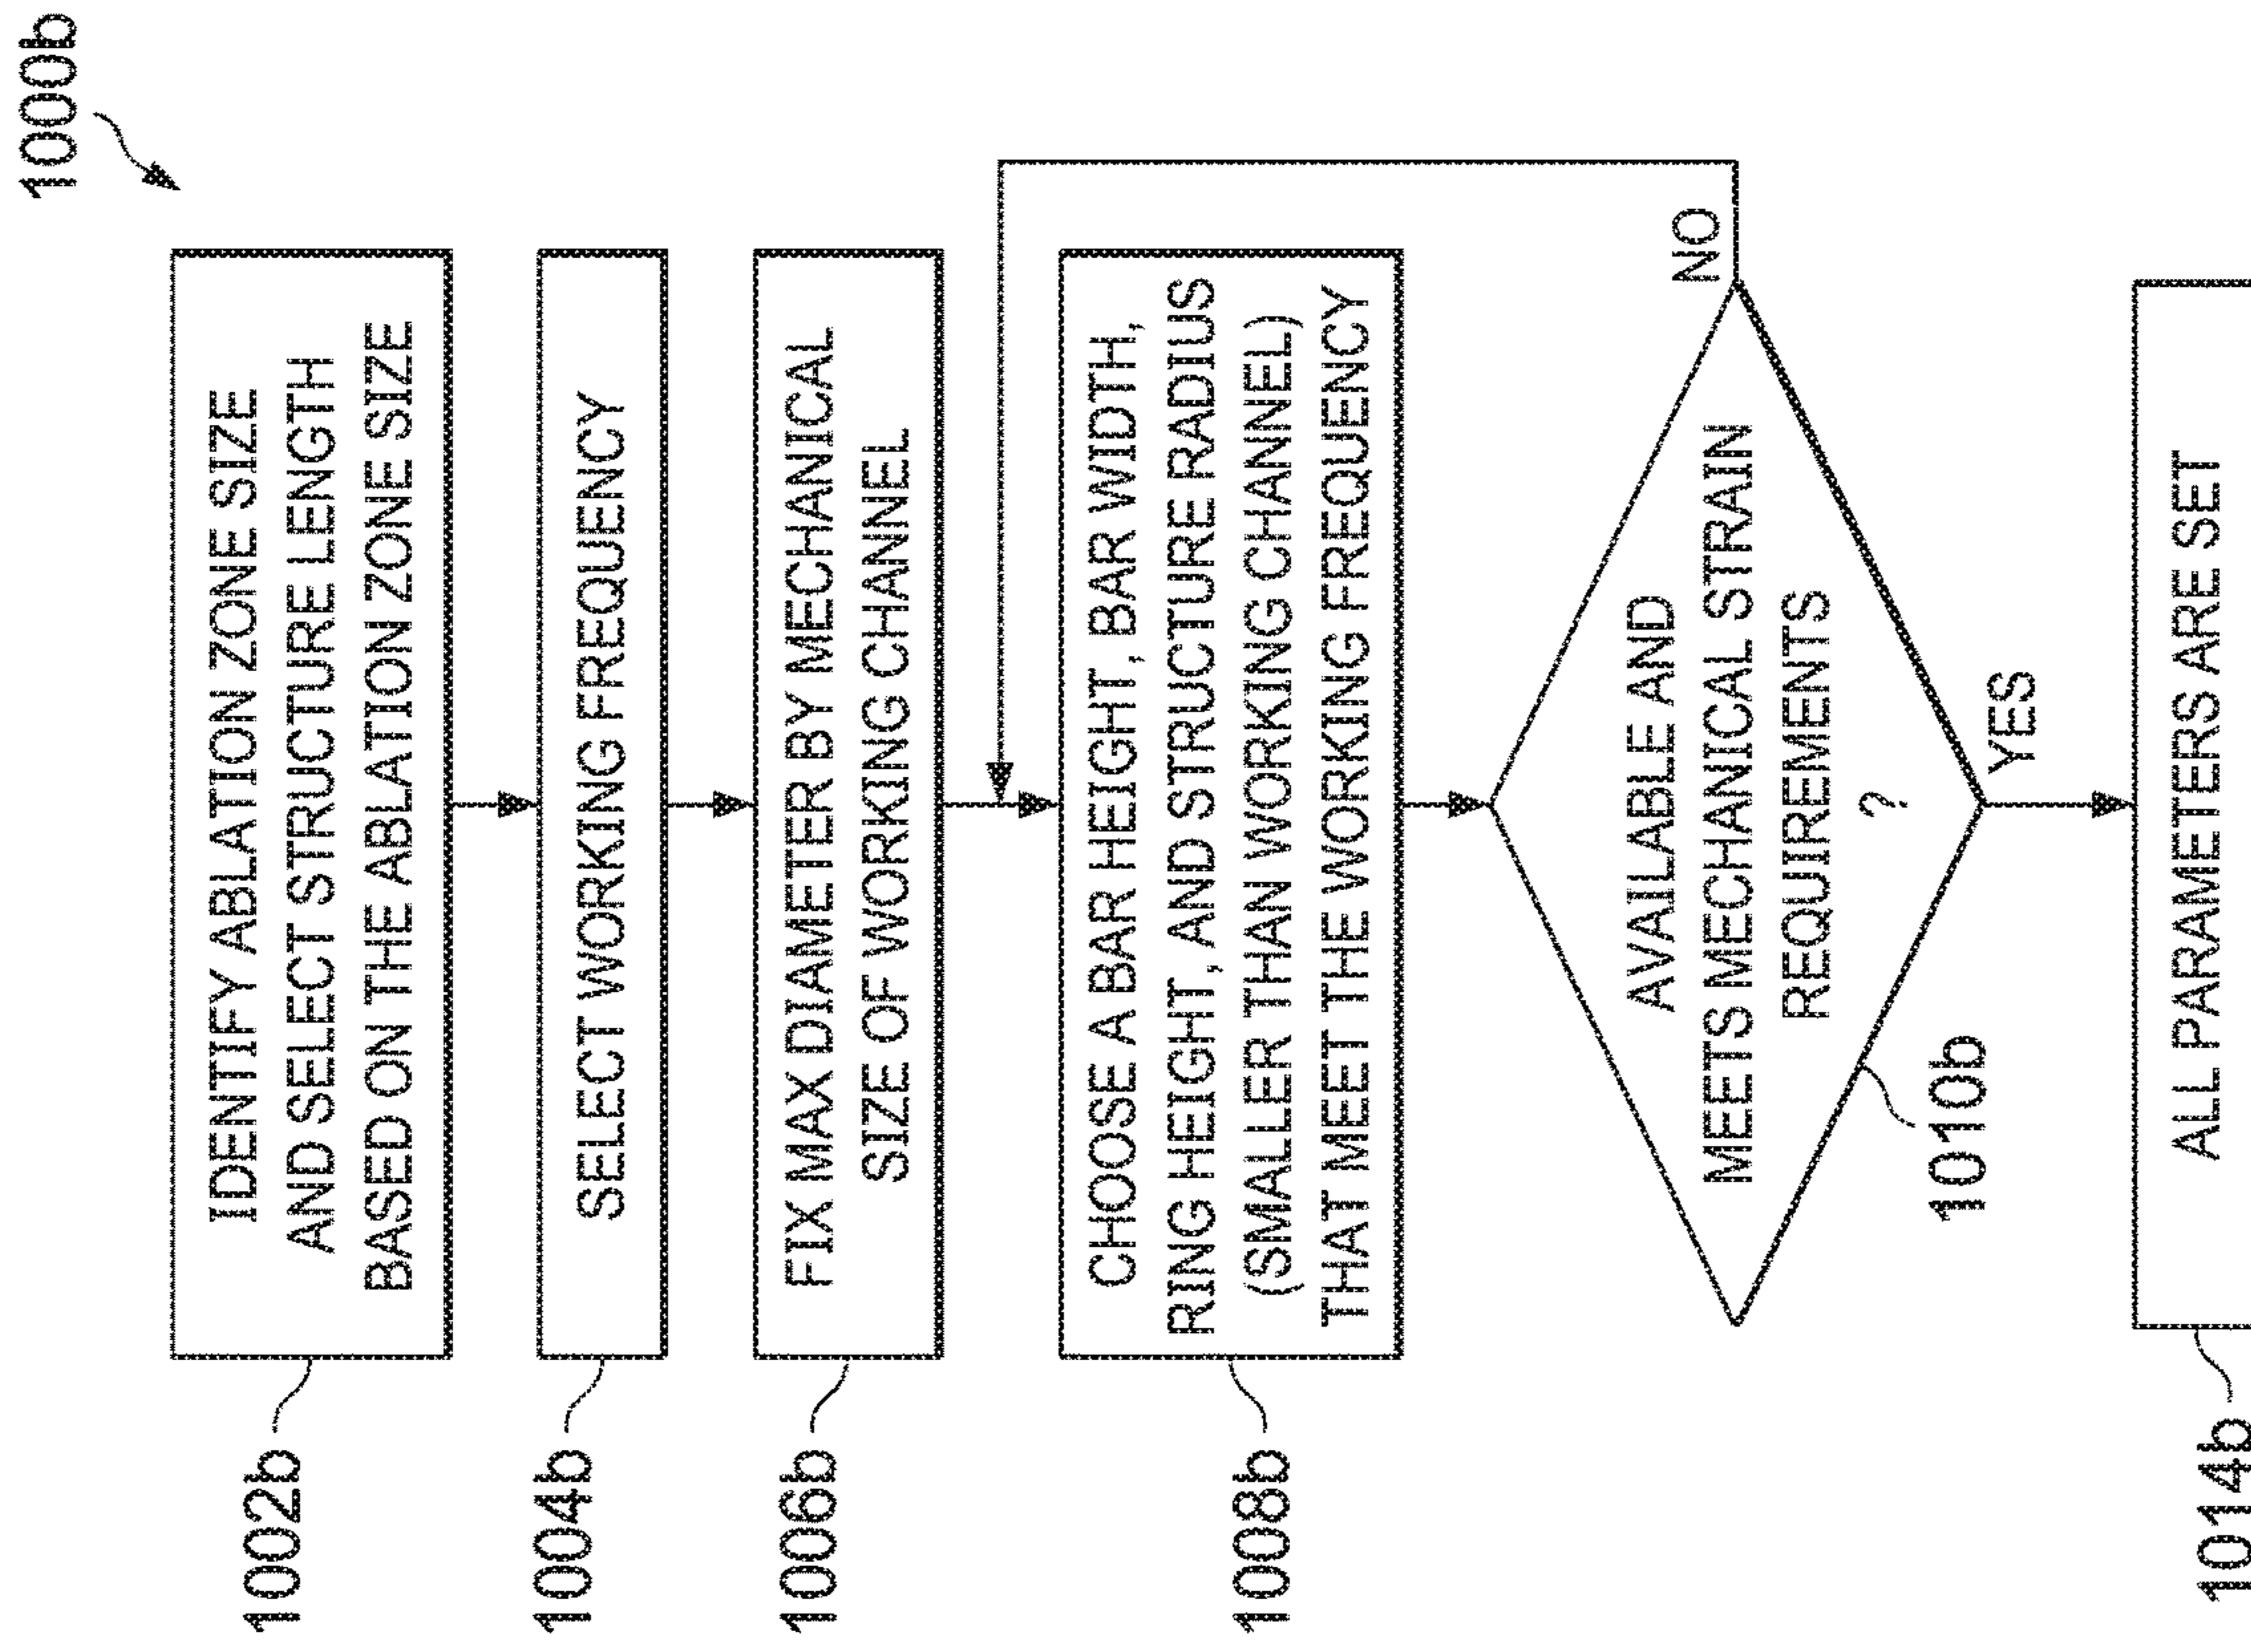 1000b
1002b
IDENTIFY ABLATION ZONE SIZE
AND SELECT STRUCTURE LENGTH
BASED ON THE ABLATION ZONE SIZE
1004b
SELECT WORKING FREQUENCY
1006b
FIX MAX DIAMETER BY MECHANICAL
SIZE OF WORKING CHANNEL
1008b
CHOOSE A BAR HEIGHT, BAR WIDTH,
RING HEIGHT, AND STRUCTURE RADIUS
(SMALLER THAN WORKING CHANNEL)
THAT MEET THE WORKING FREQUENCY
NO
AVAILABLE AND
MEETS MECHANICAL STRAIN
REQUIREMENTS
?
1010b
YES
1014b
ALL PARAMETERS ARE SET